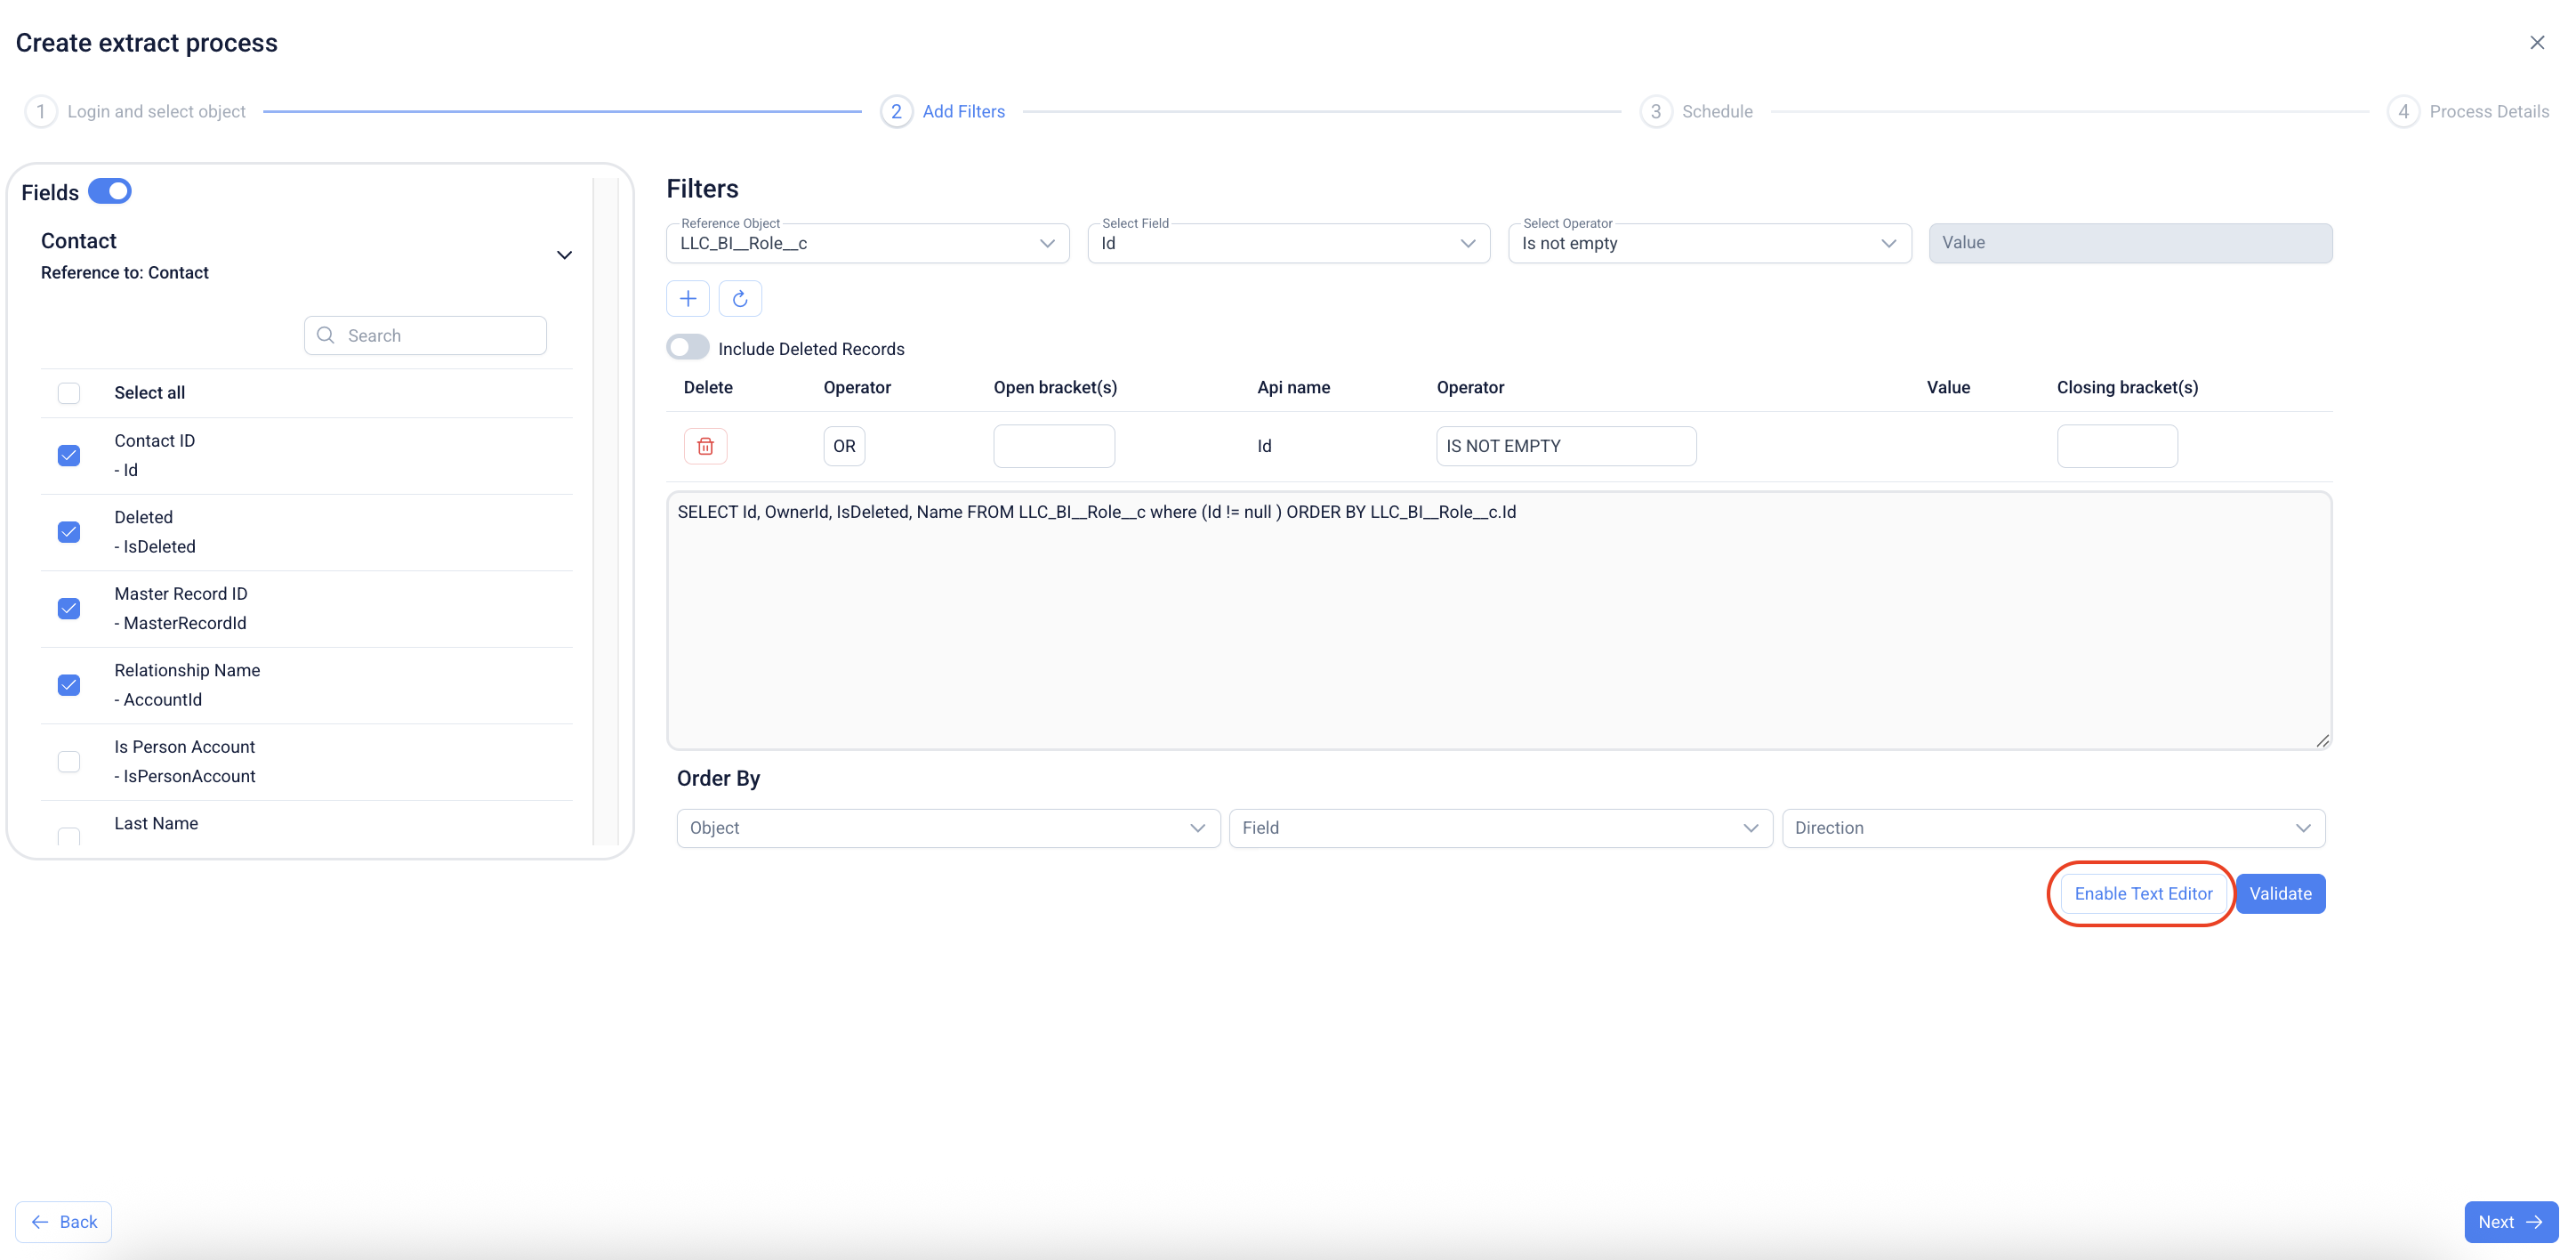 Create extract process
1 Login and select object
2 Add Filters
3 Schedule
4 Process Details
Fields
Contact
Reference to: Contact
Search
Select all
Contact ID
- Id
Deleted
- IsDeleted
Master Record ID
- MasterRecordId
Relationship Name
- AccountId
Is Person Account
- IsPersonAccount
Last Name
Filters
Reference Object
LLC_BI__Role__c
Select Field
Id
Select Operator
Is not empty
Value
Include Deleted Records
Delete Operator Open bracket(s) Api name Operator Value Closing bracket(s)
OR Id IS NOT EMPTY
SELECT Id, OwnerId, IsDeleted, Name FROM LLC_BI__Role__c where (Id != null ) ORDER BY LLC_BI__Role__c.Id
Order By
Object Field Direction
Enable Text Editor Validate
Back Next